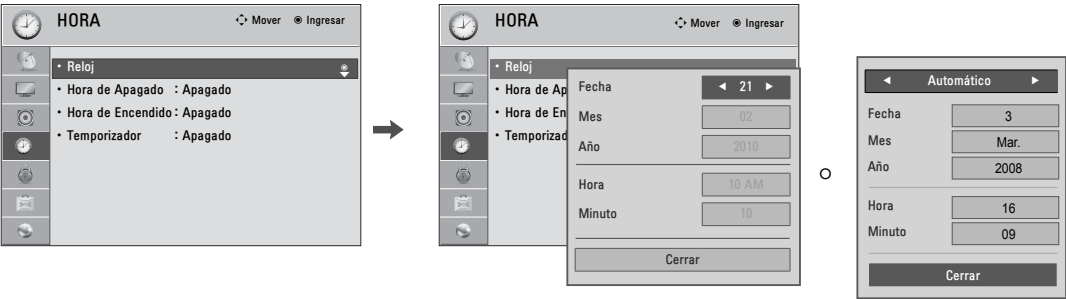 HORA Mover Ingresar
• Reloj
• Hora de Apagado : Apagado
• Hora de Encendido : Apagado
• Temporizador : Apagado
HORA Mover Ingresar
• Reloj
• Hora de Ap
• Hora de En
• Temporizad
Fecha ◄ 21 ►
Mes 02
Año 2010
Hora 10 AM
Minuto 10
Cerrar
O
◄ Automático ►
Fecha 3
Mes Mar.
Año 2008
Hora 16
Minuto 09
Cerrar